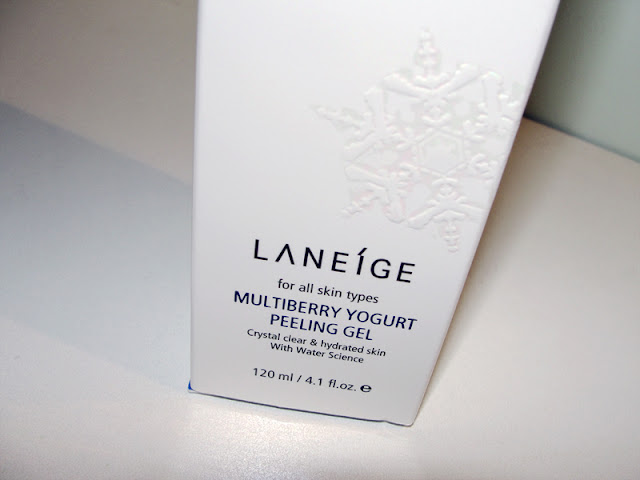 LANEÍGE
for all skin types
MULTIBERRY YOGURT
PEELING GEL
Crystal clear & hydrated skin
With Water Science
120 ml / 4.1 fl.oz. ℮